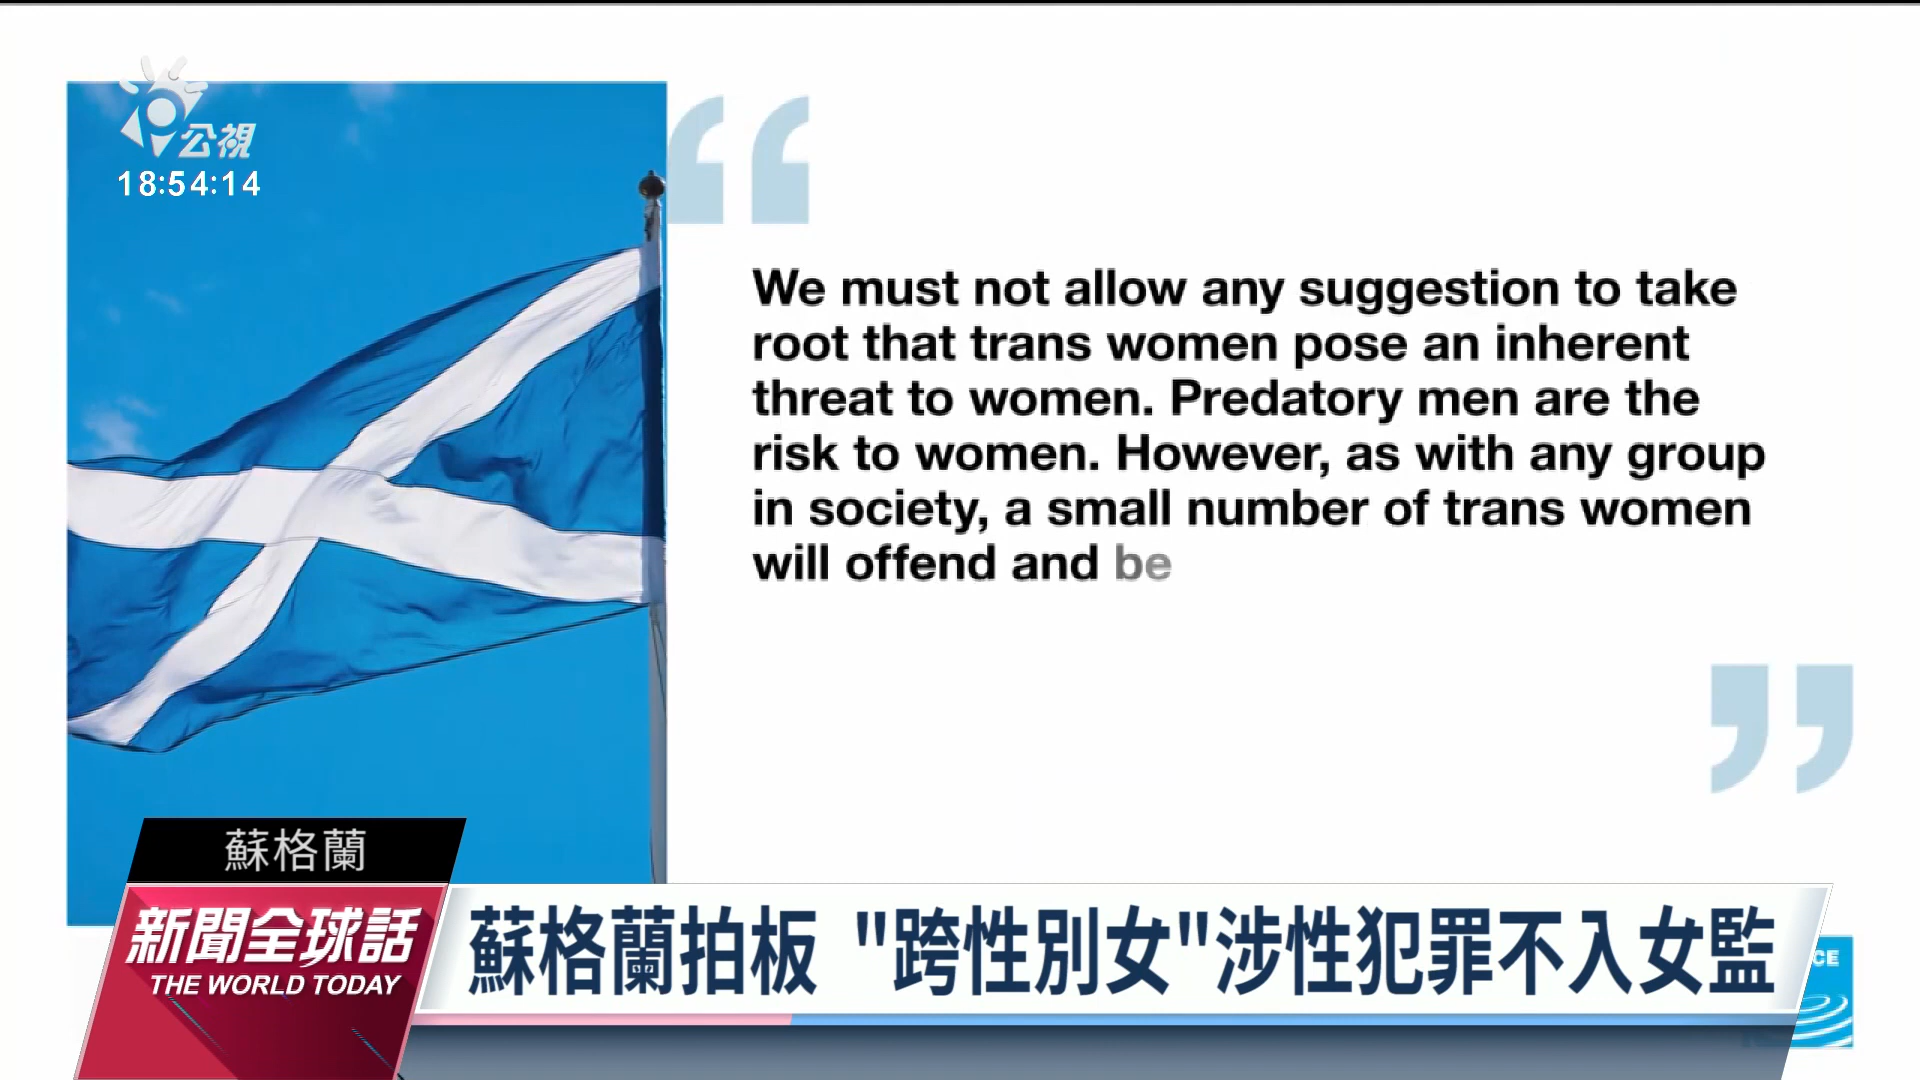 公視
18:54:14
We must not allow any suggestion to take
root that trans women pose an inherent
threat to women. Predatory men are the
risk to women. However, as with any group
in society, a small number of trans women
will offend and be
蘇格蘭
新聞全球話
THE WORLD TODAY
蘇格蘭拍板 "跨性別女"涉性犯罪不入女監